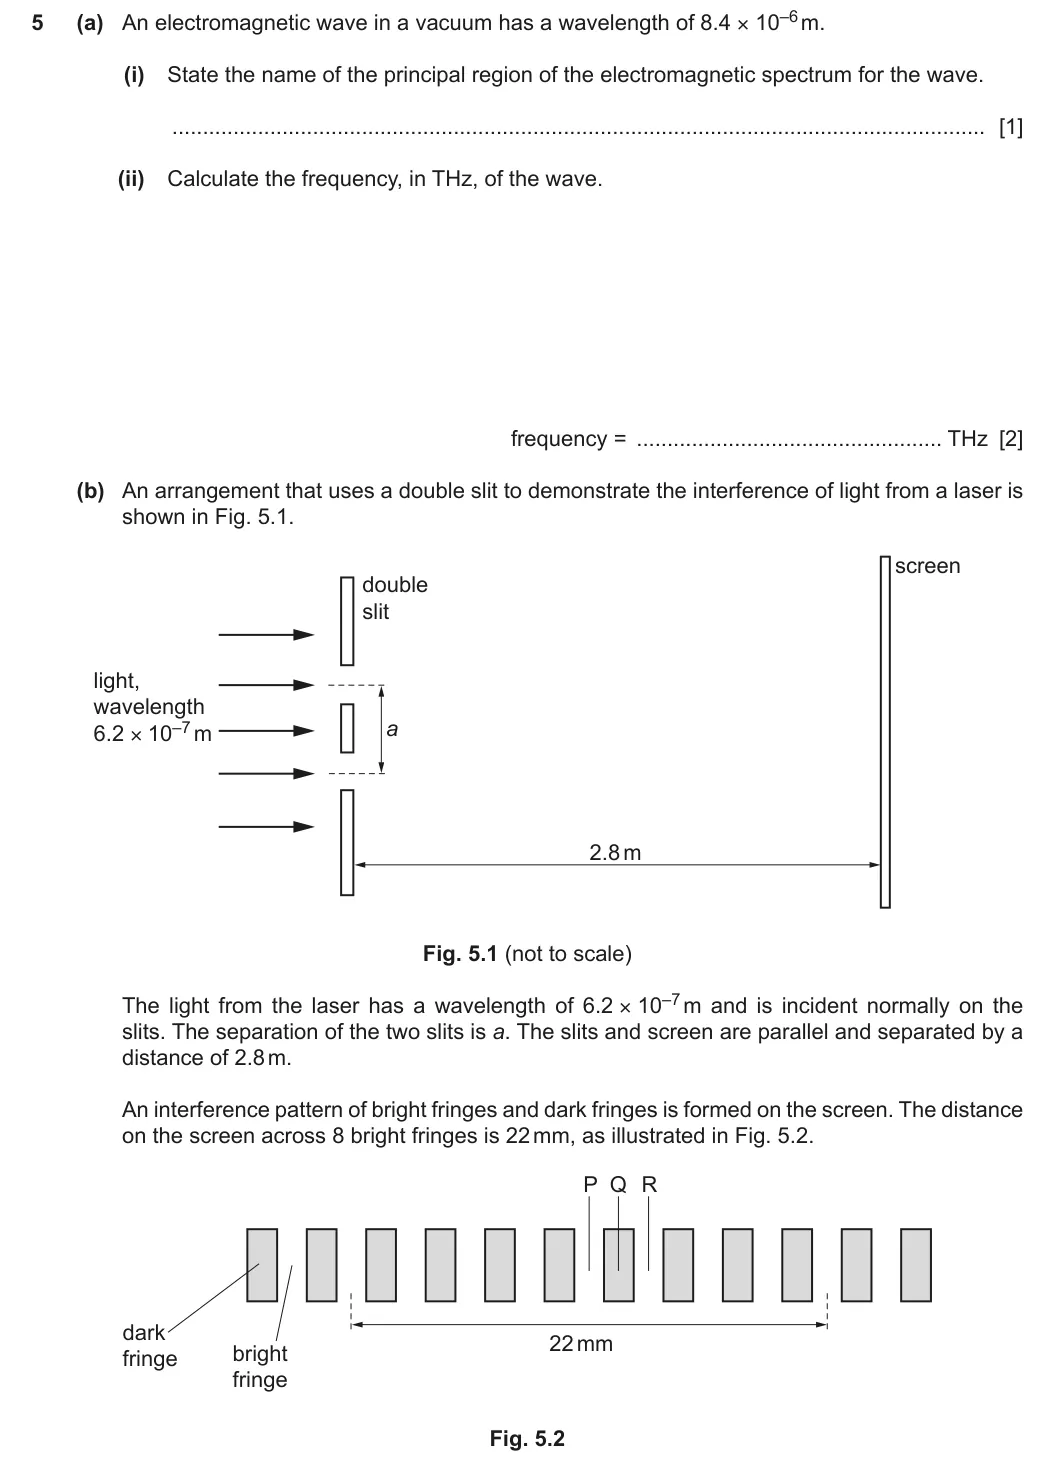 5 (a) An electromagnetic wave in a vacuum has a wavelength of 8.4 × 10⁻⁶ m.
(i) State the name of the principal region of the electromagnetic spectrum for the wave.
..................................................................................................................................... [1]
(ii) Calculate the frequency, in THz, of the wave.
frequency = .................................................. THz [2]
(b) An arrangement that uses a double slit to demonstrate the interference of light from a laser is
shown in Fig. 5.1.
screen
double
slit
light,
wavelength
6.2 × 10⁻⁷ m
a
2.8 m
Fig. 5.1 (not to scale)
The light from the laser has a wavelength of 6.2 × 10⁻⁷ m and is incident normally on the
slits. The separation of the two slits is a. The slits and screen are parallel and separated by a
distance of 2.8 m.
An interference pattern of bright fringes and dark fringes is formed on the screen. The distance
on the screen across 8 bright fringes is 22 mm, as illustrated in Fig. 5.2.
P Q R
dark
fringe
bright
fringe
22 mm
Fig. 5.2